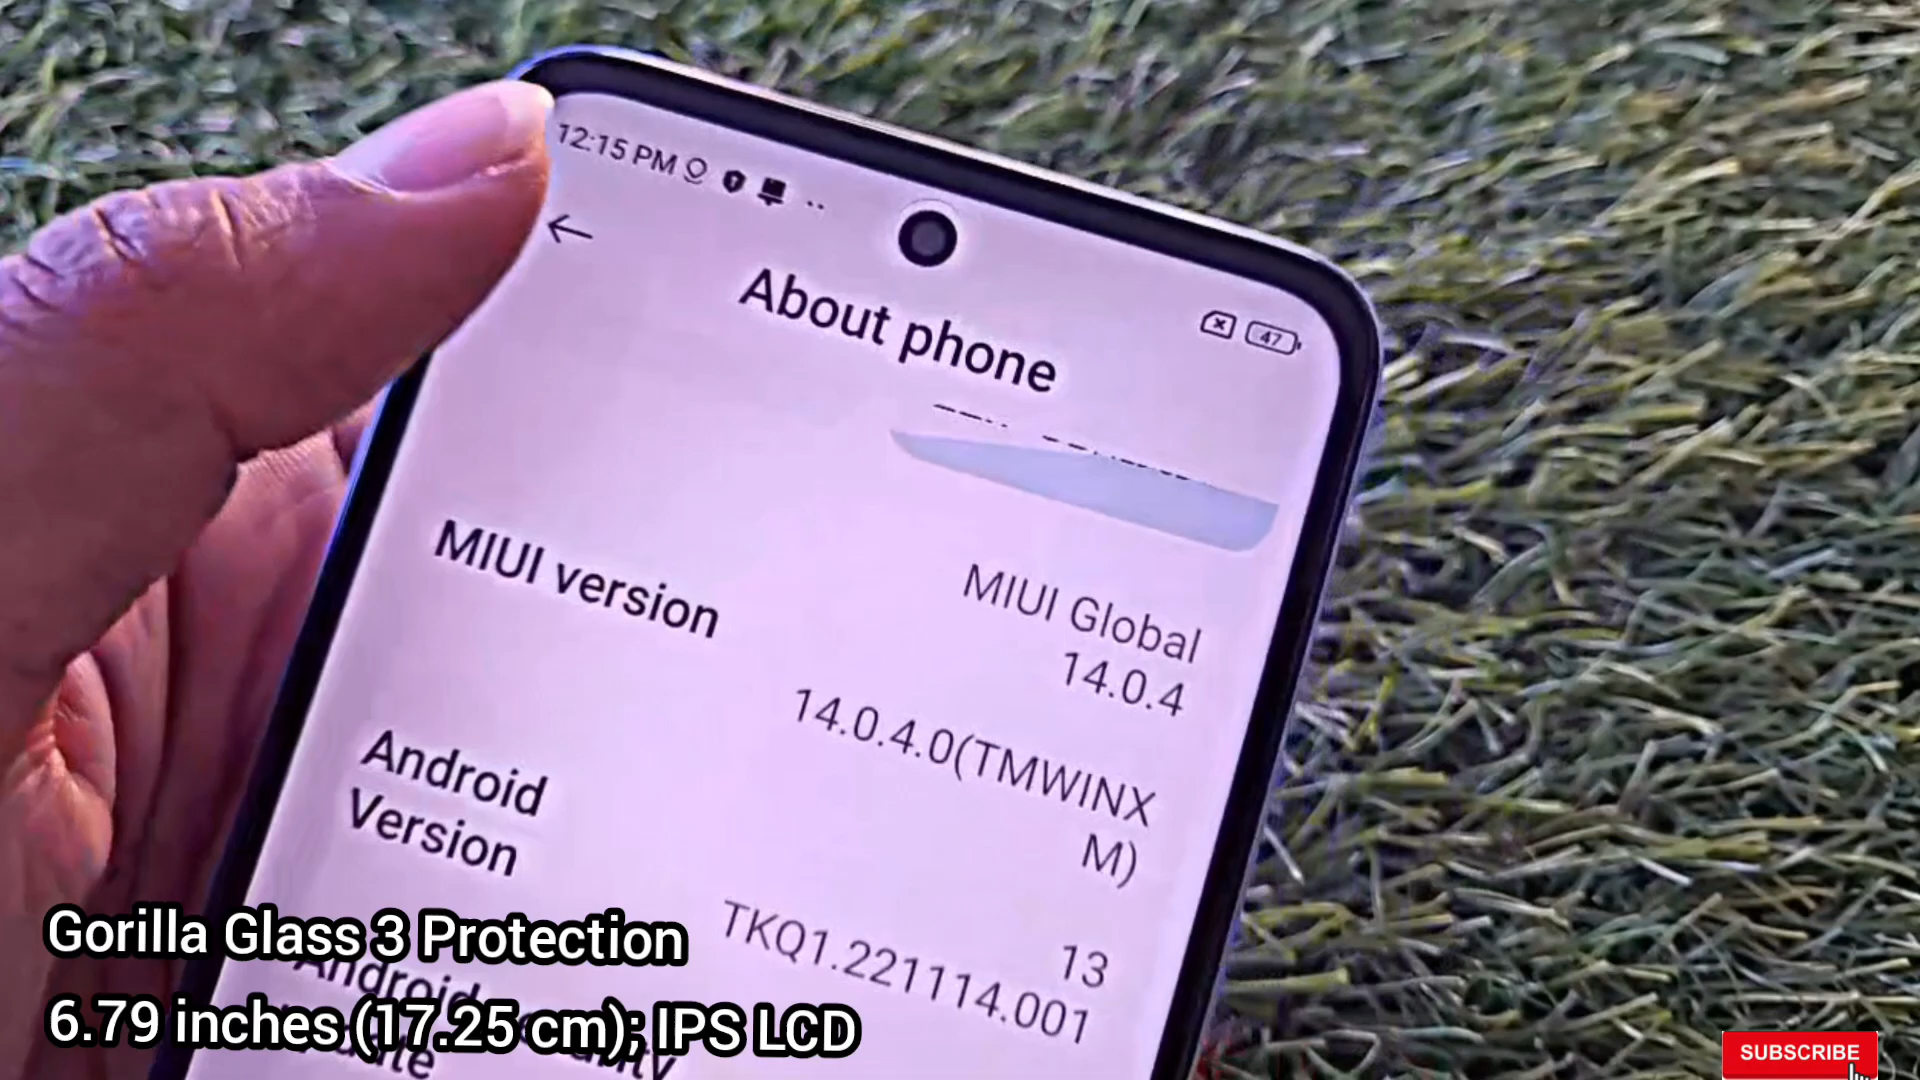 12:15 PM
47
About phone
MIUI version
MIUI Global
14.0.4
14.0.4.0(TMWINX
M)
Android
Version
13
TKQ1.221114.001
Android
Gorilla Glass 3 Protection
6.79 inches (17.25 cm); IPS LCD
SUBSCRIBE